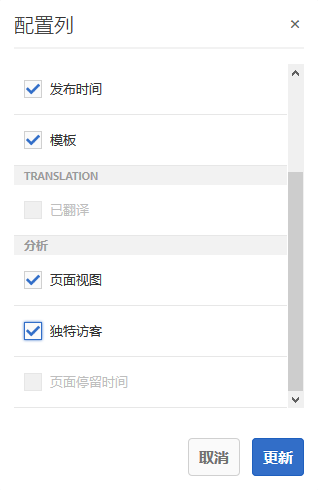 配置列
发布时间
模板
TRANSLATION
已翻译
分析
页面视图
独特访客
页面停留时间
取消
更新